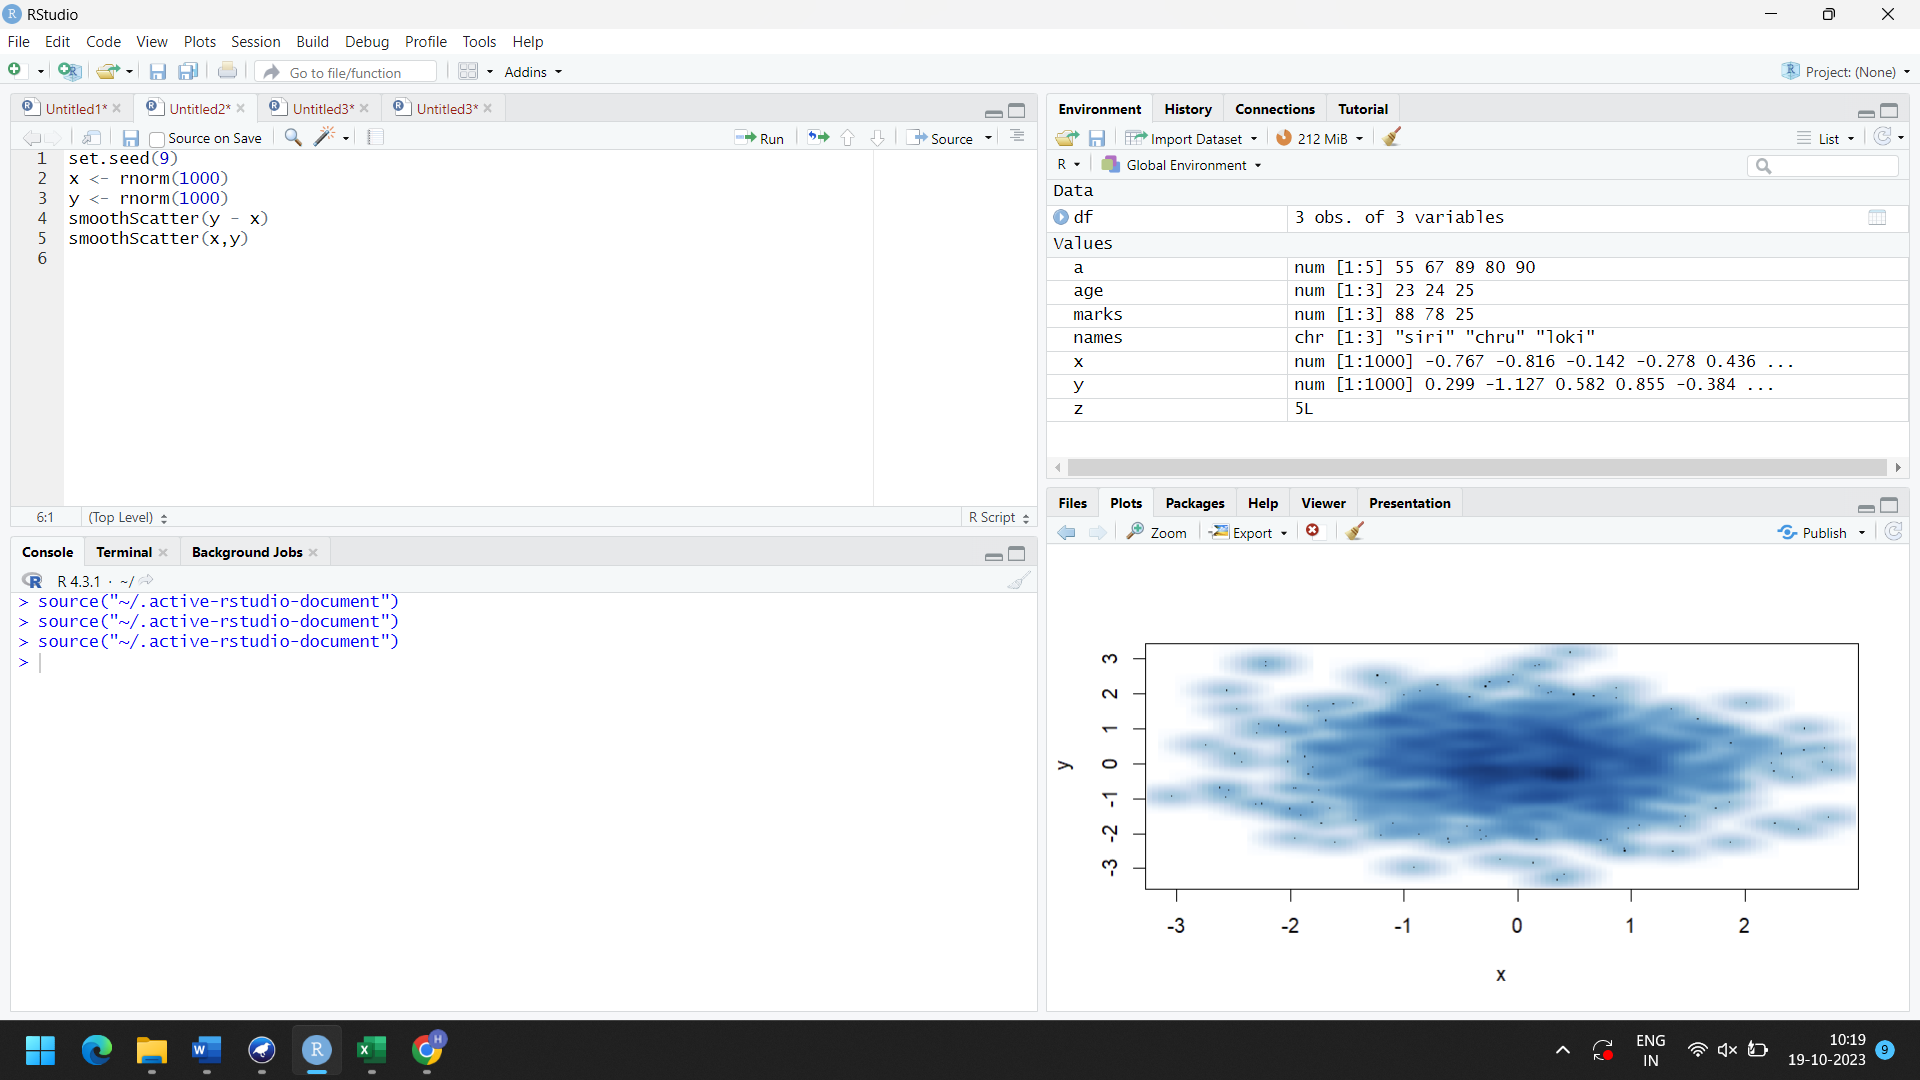 RStudio
File Edit Code View Plots Session Build Debug Profile Tools Help
Go to file/function Addins Project: (None)
Untitled1* Untitled2* Untitled3* Untitled3*
Source on Save Run Source
1 set.seed(9)
2 x <- rnorm(1000)
3 y <- rnorm(1000)
4 smoothScatter(y - x)
5 smoothScatter(x,y)
6
6:1 (Top Level) R Script
Console Terminal Background Jobs
R 4.3.1 · ~/
> source("~/.active-rstudio-document")
> source("~/.active-rstudio-document")
> source("~/.active-rstudio-document")
>
Environment History Connections Tutorial
Import Dataset 212 MiB List
R Global Environment
Data
df 3 obs. of 3 variables
Values
a num [1:5] 55 67 89 80 90
age num [1:3] 23 24 25
marks num [1:3] 88 78 25
names chr [1:3] "siri" "chru" "loki"
x num [1:1000] -0.767 -0.816 -0.142 -0.278 0.436 ...
y num [1:1000] 0.299 -1.127 0.582 0.855 -0.384 ...
z 5L
Files Plots Packages Help Viewer Presentation
Zoom Export Publish
3
2
1
0
-1
-2
-3
y
-3 -2 -1 0 1 2
x
ENG
IN
10:19
19-10-2023
9